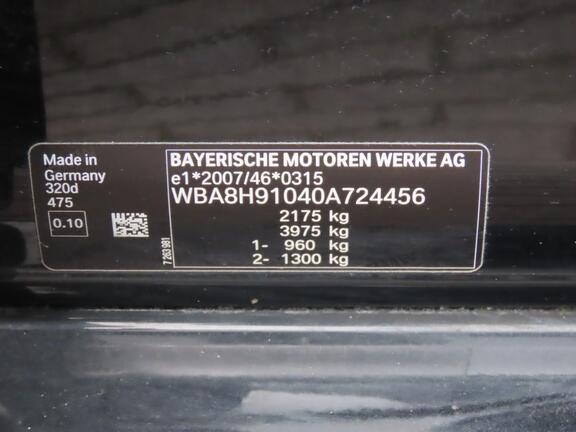 Made in
Germany
320d
475
0.10
7 263 981
BAYERISCHE MOTOREN WERKE AG
e1*2007/46*0315
WBA8H91040A724456
2175 kg
3975 kg
1- 960 kg
2- 1300 kg